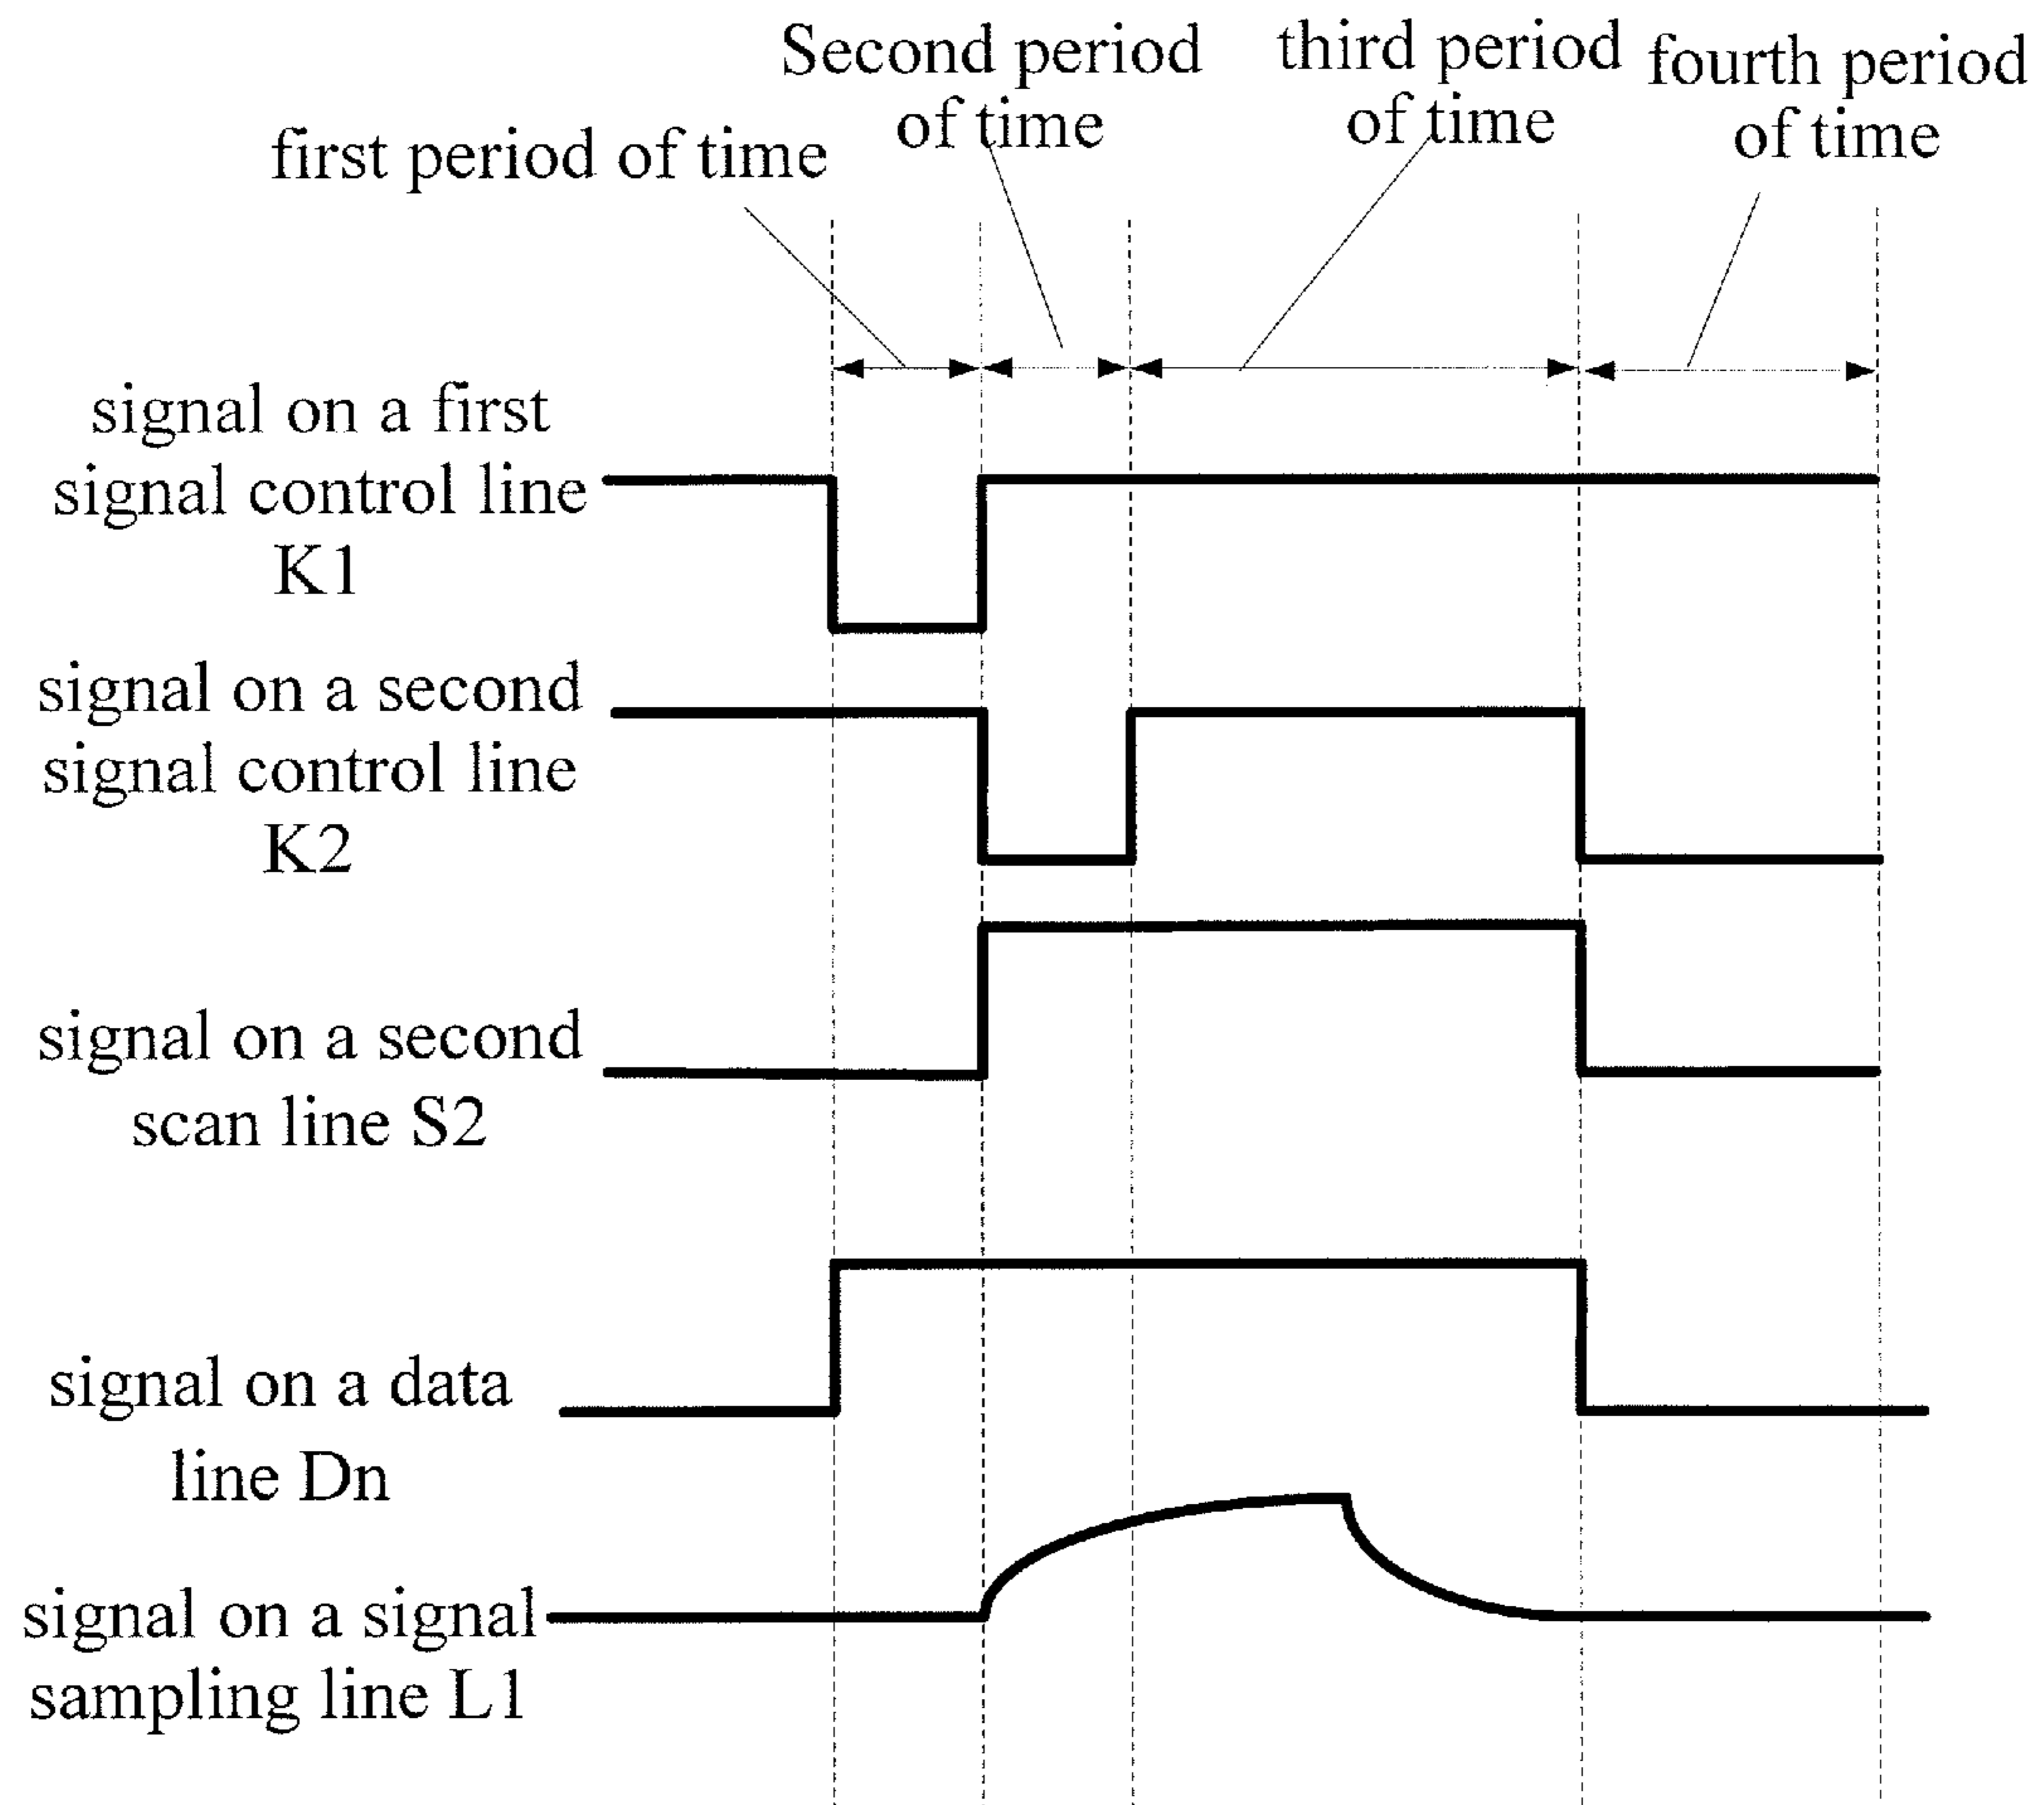 Second period
of time
third period
of time
fourth period
of time
first period of time
signal on a first
signal control line
K1
signal on a second
signal control line
K2
signal on a second
scan line S2
signal on a data
line Dn
signal on a signal
sampling line L1